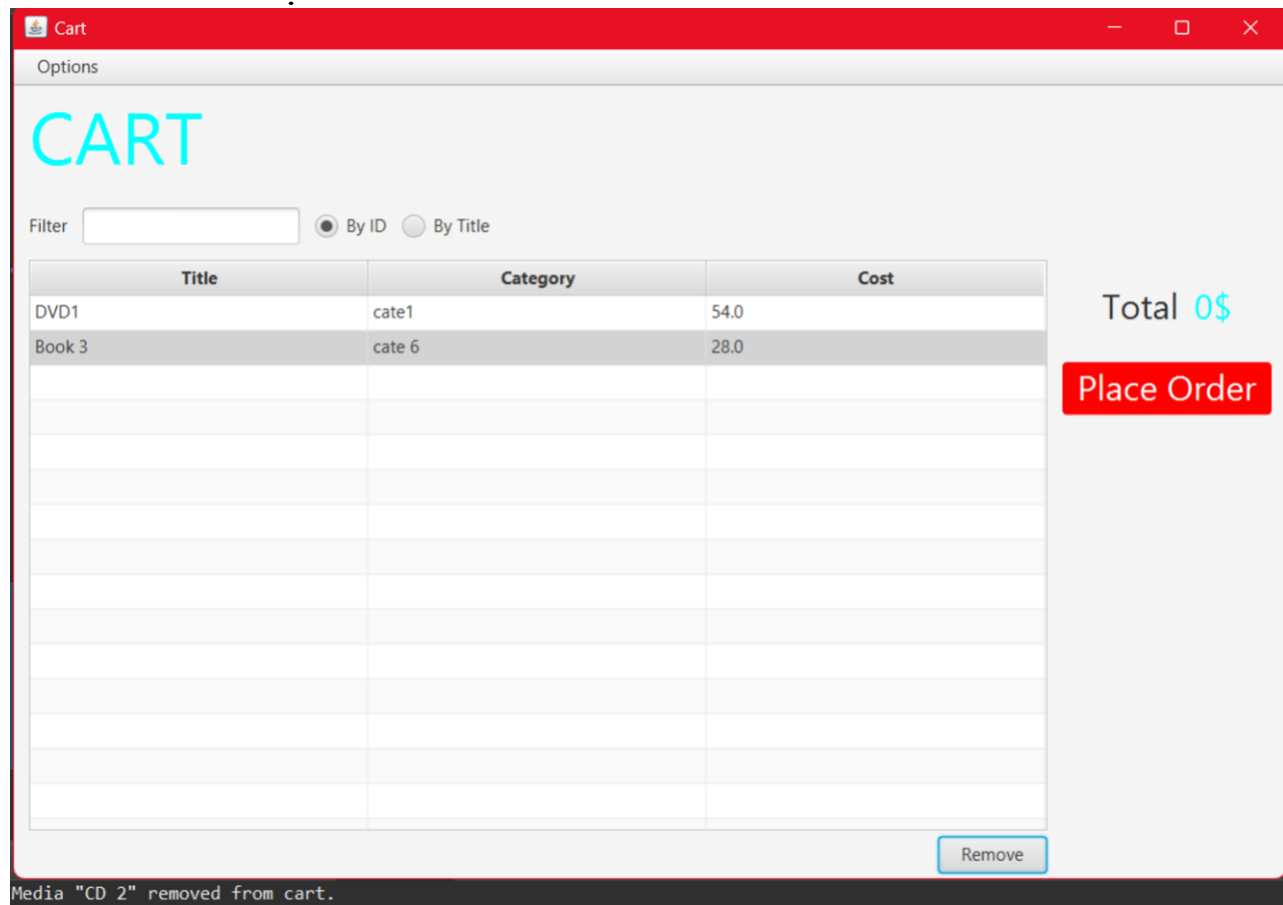 Cart
Options
CART
Filter By ID By Title
Title Category Cost
DVD1 cate1 54.0
Book 3 cate 6 28.0
Total 0$
Place Order
Remove
Media "CD 2" removed from cart.